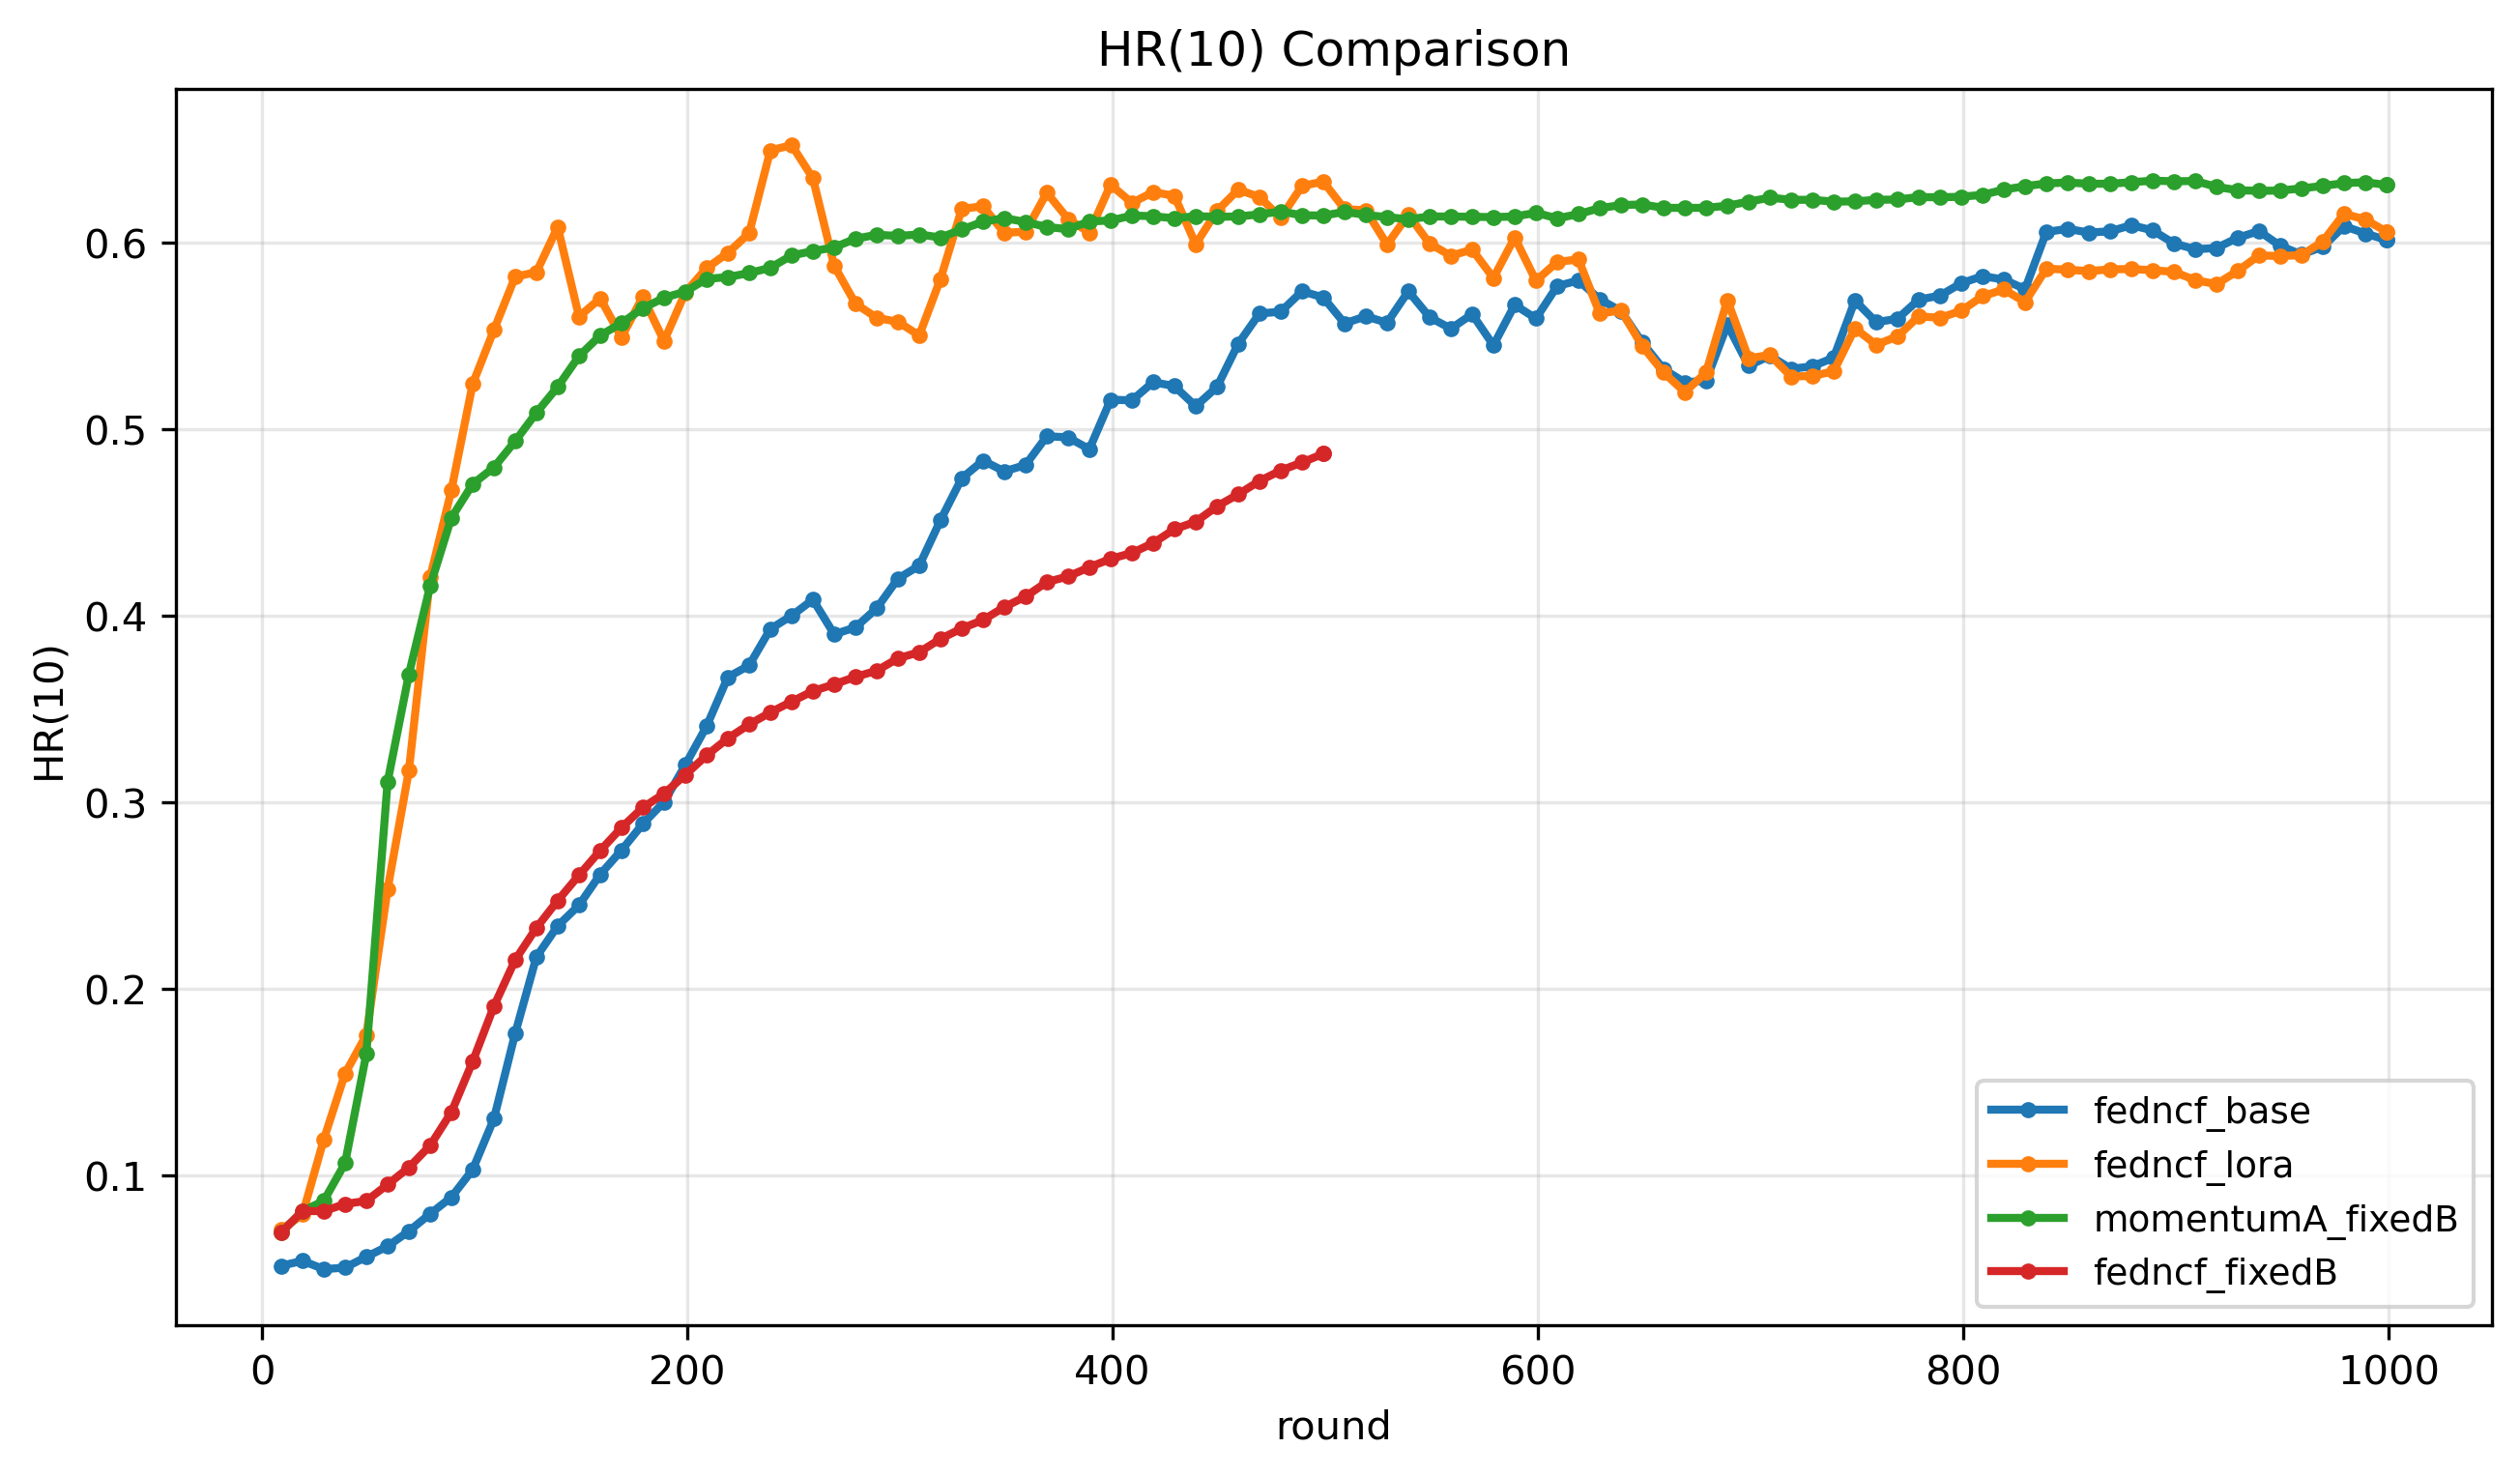 HR(10) Comparison
HR(10)
0.6
0.5
0.4
0.3
0.2
0.1
0
200
400
600
800
1000
round
fedncf_base
fedncf_lora
momentumA_fixedB
fedncf_fixedB